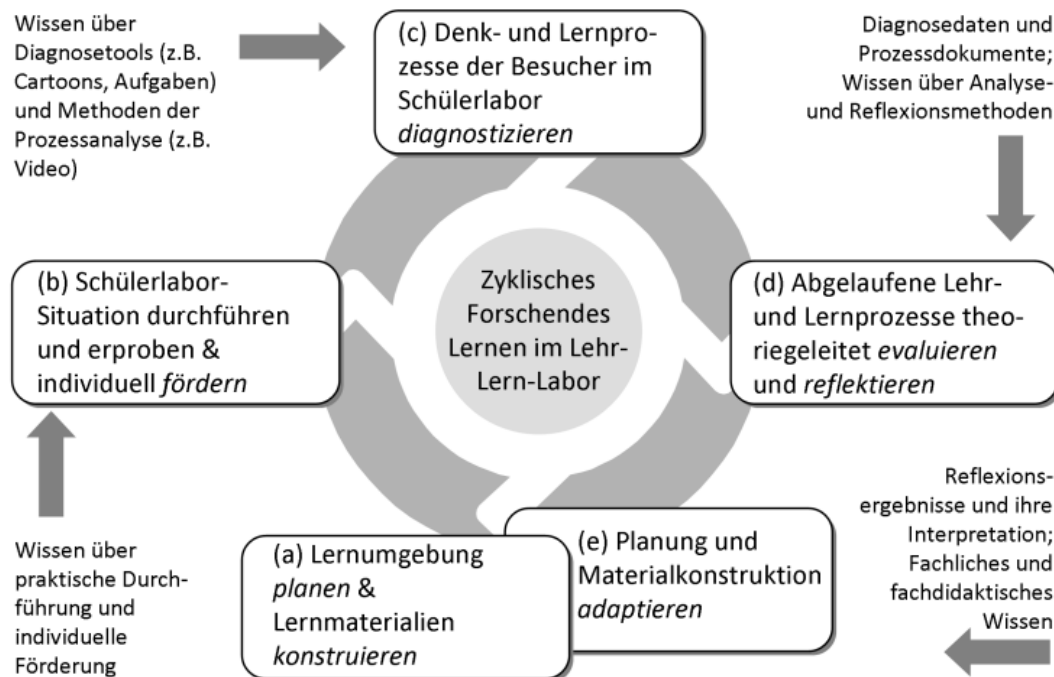 Wissen über
Diagnosetools (z.B.
Cartoons, Aufgaben)
und Methoden der
Prozessanalyse (z.B.
Video)
(c) Denk- und Lernpro-
zesse der Besucher im
Schülerlabor
diagnostizieren
Diagnosedaten und
Prozessdokumente;
Wissen über Analyse-
und Reflexionsmethoden
(b) Schülerlabor-
Situation durchführen
und erproben &
individuell fördern
Zyklisches
Forschendes
Lernen im Lehr-
Lern-Labor
(d) Abgelaufene Lehr-
und Lernprozesse theo-
riegeleitet evaluieren
und reflektieren
Wissen über
praktische Durch-
führung und
individuelle
Förderung
(a) Lernumgebung
planen &
Lernmaterialien
konstruieren
(e) Planung und
Materialkonstruktion
adaptieren
Reflexions-
ergebnisse und ihre
Interpretation;
Fachliches und
fachdidaktisches
Wissen